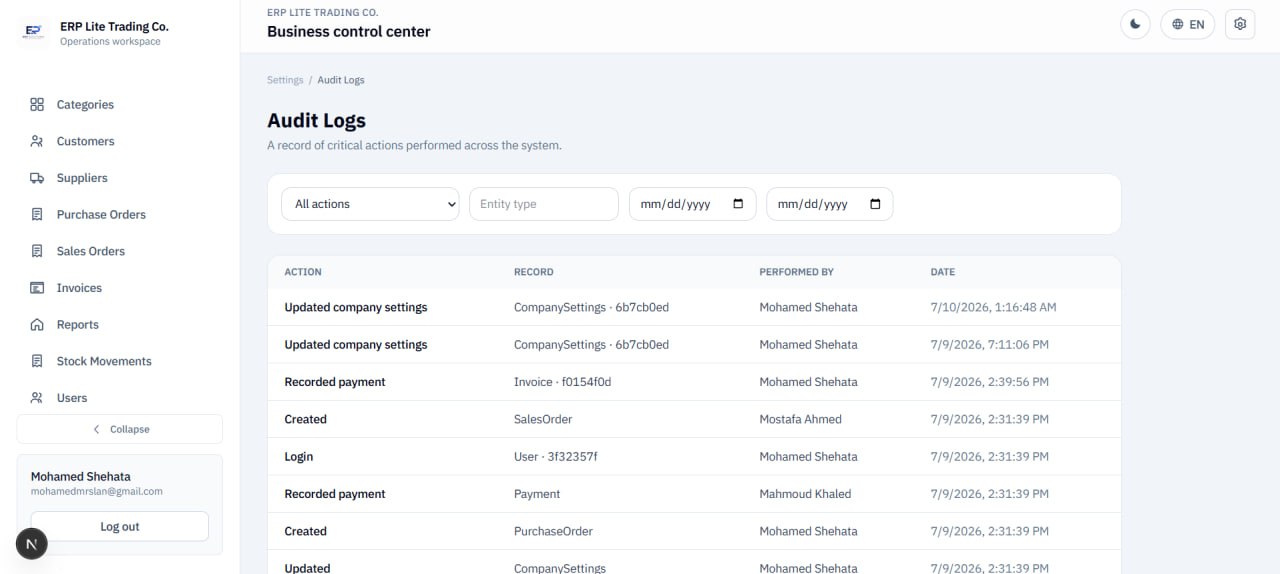 ERP
ERP Lite Trading Co.
Operations workspace
Categories
Customers
Suppliers
Purchase Orders
Sales Orders
Invoices
Reports
Stock Movements
Users
Collapse
Mohamed Shehata
mohamedmrslan@gmail.com
Log out
N
ERP LITE TRADING CO.
Business control center
EN
Settings / Audit Logs
Audit Logs
A record of critical actions performed across the system.
All actions Entity type mm/dd/yyyy mm/dd/yyyy
ACTION RECORD PERFORMED BY DATE
Updated company settings CompanySettings · 6b7cb0ed Mohamed Shehata 7/10/2026, 1:16:48 AM
Updated company settings CompanySettings · 6b7cb0ed Mohamed Shehata 7/9/2026, 7:11:06 PM
Recorded payment Invoice · f0154f0d Mohamed Shehata 7/9/2026, 2:39:56 PM
Created SalesOrder Mostafa Ahmed 7/9/2026, 2:31:39 PM
Login User · 3f32357f Mohamed Shehata 7/9/2026, 2:31:39 PM
Recorded payment Payment Mahmoud Khaled 7/9/2026, 2:31:39 PM
Created PurchaseOrder Mohamed Shehata 7/9/2026, 2:31:39 PM
Updated CompanySettings Mohamed Shehata 7/9/2026, 2:31:39 PM